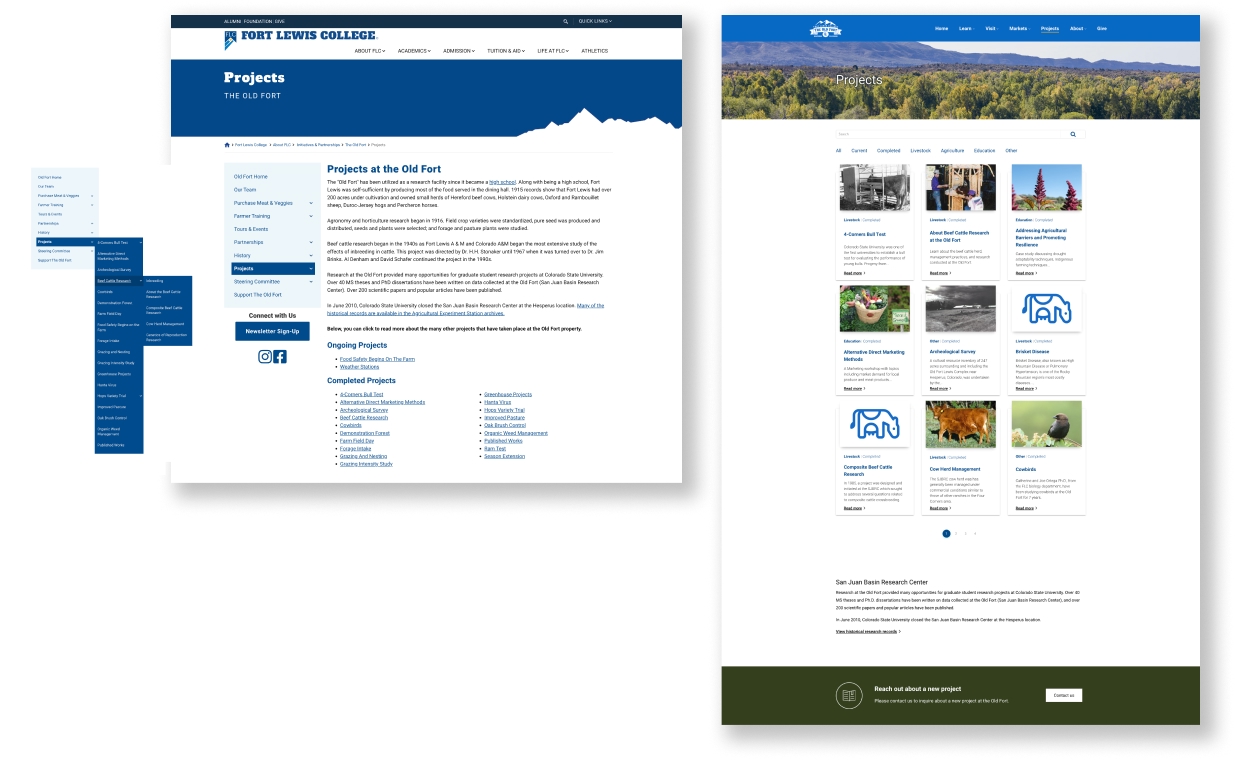 Old Fort Home
Our Team
Purchase Meat & Veggies
Farmer Training
Tours & Events
Partnerships
History
Projects
Steering Committee
Support The Old Fort
4-Corners Bull Test
Alternative Direct
Marketing Methods
Archeological Survey
Beef Cattle Research
Cowbirds
Demonstration Forest
Farm Field Day
Food Safety Begins on the
Farm
Forage Intake
Grazing and Nesting
Grazing Intensity Study
Greenhouse Projects
Hanta Virus
Hops Variety Trial
Improved Pasture
Oak Brush Control
Organic Weed
Management
Published Works
Inbreeding
About the Beef Cattle
Research
Composite Beef Cattle
Research
Cow Herd Management
Genetics of Reproduction
Research
ALUMNI FOUNDATION GIVE
QUICK LINKS
FORT LEWIS COLLEGE
ABOUT FLC ACADEMICS ADMISSION TUITION & AID LIFE AT FLC ATHLETICS
Projects
THE OLD FORT
Fort Lewis College About FLC Initiatives & Partnerships The Old Fort Projects
Old Fort Home
Our Team
Purchase Meat & Veggies
Farmer Training
Tours & Events
Partnerships
History
Projects
Steering Committee
Support The Old Fort
Connect with Us
Newsletter Sign-Up
Projects at the Old Fort
The "Old Fort" has been utilized as a research facility since it became a high school. Along with being a high school, Fort
Lewis was self-sufficient by producing most of the food served in the dining hall. 1915 records show that Fort Lewis had over
200 acres under cultivation and owned small herds of Hereford beef cows, Holstein dairy cows, Oxford and Rambouillet
sheep, Duroc-Jersey hogs and Percheron horses.
Agronomy and horticulture research began in 1916. Field crop varieties were standardized, pure seed was produced and
distributed, seeds and plants were selected, and forage and pasture plants were studied.
Beef cattle research began in the 1940s as Fort Lewis A & M and Colorado A&M began the most extensive study of the
effects of inbreeding in cattle. This project was directed by Dr. H.H. Stonaker until 1967 when it was turned over to Dr. Jim
Brinks. Al Denham and David Schafer continued the project in the 1990s.
Research at the Old Fort provided many opportunities for graduate student research projects at Colorado State University.
Over 40 MS theses and PhD dissertations have been written on data collected at the Old Fort (San Juan Basin Research
Center). Over 200 scientific papers and popular articles have been published.
In June 2010, Colorado State University closed the San Juan Basin Research Center at the Hesperus location. Many of the
historical records are available in the Agricultural Experiment Station archives.
Below, you can click to read more about the many other projects that have taken place at the Old Fort property.
Ongoing Projects
Food Safety Begins On The Farm
Weather Stations
Completed Projects
4-Corners Bull Test
Alternative Direct Marketing Methods
Archeological Survey
Beef Cattle Research
Cowbirds
Demonstration Forest
Farm Field Day
Forage Intake
Grazing And Nesting
Grazing Intensity Study
Greenhouse Projects
Hanta Virus
Hops Variety Trial
Improved Pasture
Oak Brush Control
Organic Weed Management
Published Works
Ram Test
Season Extension
Home Learn Visit Markets Projects About Give
Projects
Search
All Current Completed Livestock Agriculture Education Other
Livestock | Completed
4-Corners Bull Test
Colorado State University was one of
the first universities to establish a bull
test for evaluating the performance of
young bulls. Progeny from
Read more
Livestock | Completed
About Beef Cattle Research
at the Old Fort
Learn about the beef cattle herd
management practices, and research
conducted at the Old Fort
Read more
Education | Completed
Addressing Agricultural
Barriers and Promoting
Resilience
Case study discussing drought
adaptability techniques, Indigenous
farming techniques
Read more
Education | Completed
Alternative Direct Marketing
Methods
A Marketing workshop with topics
including market demand for local
product and meat products
Read more
Other | Completed
Archeological Survey
A cultural resource inventory of 247
acres surrounding and including the
Old Fort Lewis Complex near
Hesperus, Colorado, was undertaken
by the
Read more
Livestock | Completed
Brisket Disease
Brisket Disease also known as High
Mountain Disease or Pulmonary
Hypertension, is one of the Rocky
Mountain regions most costly
diseases
Read more
Livestock | Completed
Composite Beef Cattle
Research
In 1987, a project was designed and
initiated at the SJBRC which sought
to address several questions relative
to composite cattle crossbreeding
Read more
Livestock | Completed
Cow Herd Management
The SJBRC cow herd was has
generally been managed under
commercial conditions similar to
those of other ranches in the Four
Corners area.
Read more
Other | Completed
Cowbirds
Catherine and Joe Ortega Ph.D., from
the FLC biology department have
been studying cowbirds at the Old
Fort for 7 years.
Read more
1 2 3 4
San Juan Basin Research Center
Research at the Old Fort provided many opportunities for graduate student research projects at Colorado State University. Over 40
MS theses and Ph.D. dissertations have been written on data collected at the Old Fort (San Juan Basin Research Center), and over
200 scientific papers and popular articles have been published.
In June 2010, Colorado State University closed the San Juan Basin Research Center at the Hesperus location.
View historical research records
Reach out about a new project
Please contact us to inquire about a new project at the Old Fort.
Contact us